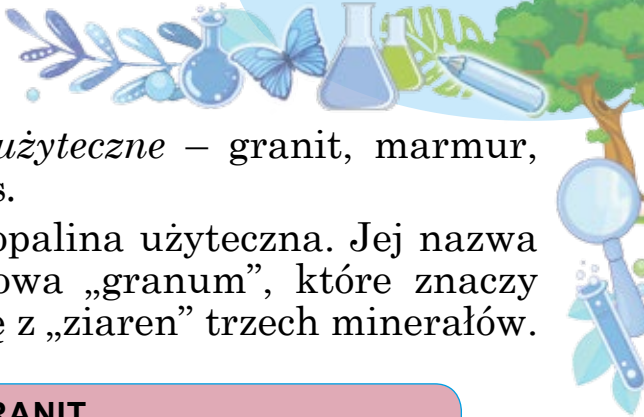 użyteczne – granit, marmur,
s.
opalina użyteczna. Jej nazwa
owa „granum”, które znaczy
ę z „ziaren” trzech minerałów.
RANIT